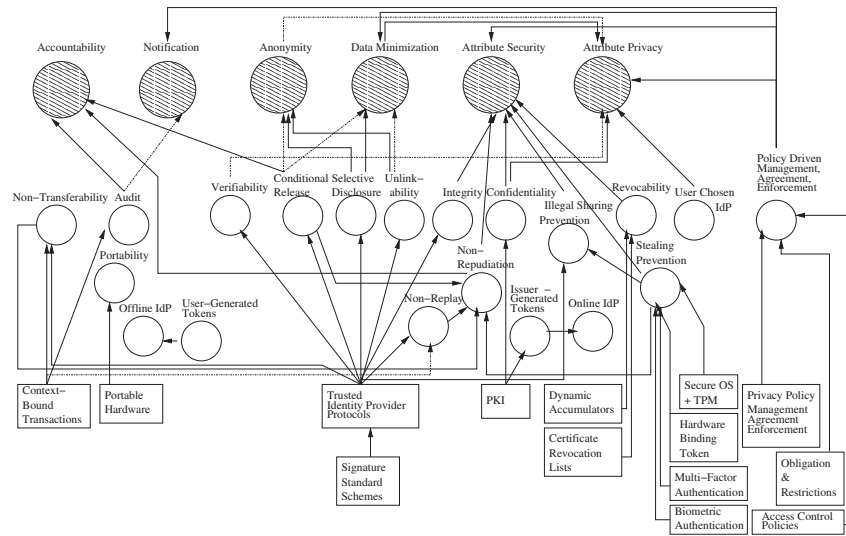 Accountability
Notification
Anonymity
Data Minimization
Attribute Security
Attribute Privacy
Policy Driven
Management,
Agreement,
Enforcement
Non−Transferability
Audit
Verifiability
Conditional
Release
Selective
Disclosure
Unlink−
ability
Integrity
Confidentiality
Illegal Sharing
Prevention
Revocability
User Chosen
IdP
Portability
Non−
Repudiation
Stealing
Prevention
Offline IdP
User−Generated
Tokens
Non−Replay
Issuer −
Generated
Tokens
Online IdP
Context−
Bound
Transactions
Portable
Hardware
Trusted
Identity Provider
Protocols
PKI
Dynamic
Accumulators
Secure OS
+ TPM
Privacy Policy
Management
Agreement
Enforcement
Signature
Standard
Schemes
Certificate
Revocation
Lists
Hardware
Binding
Token
Multi−Factor
Authentication
Obligation
&
Restrictions
Biometric
Authentication
Access Control
Policies